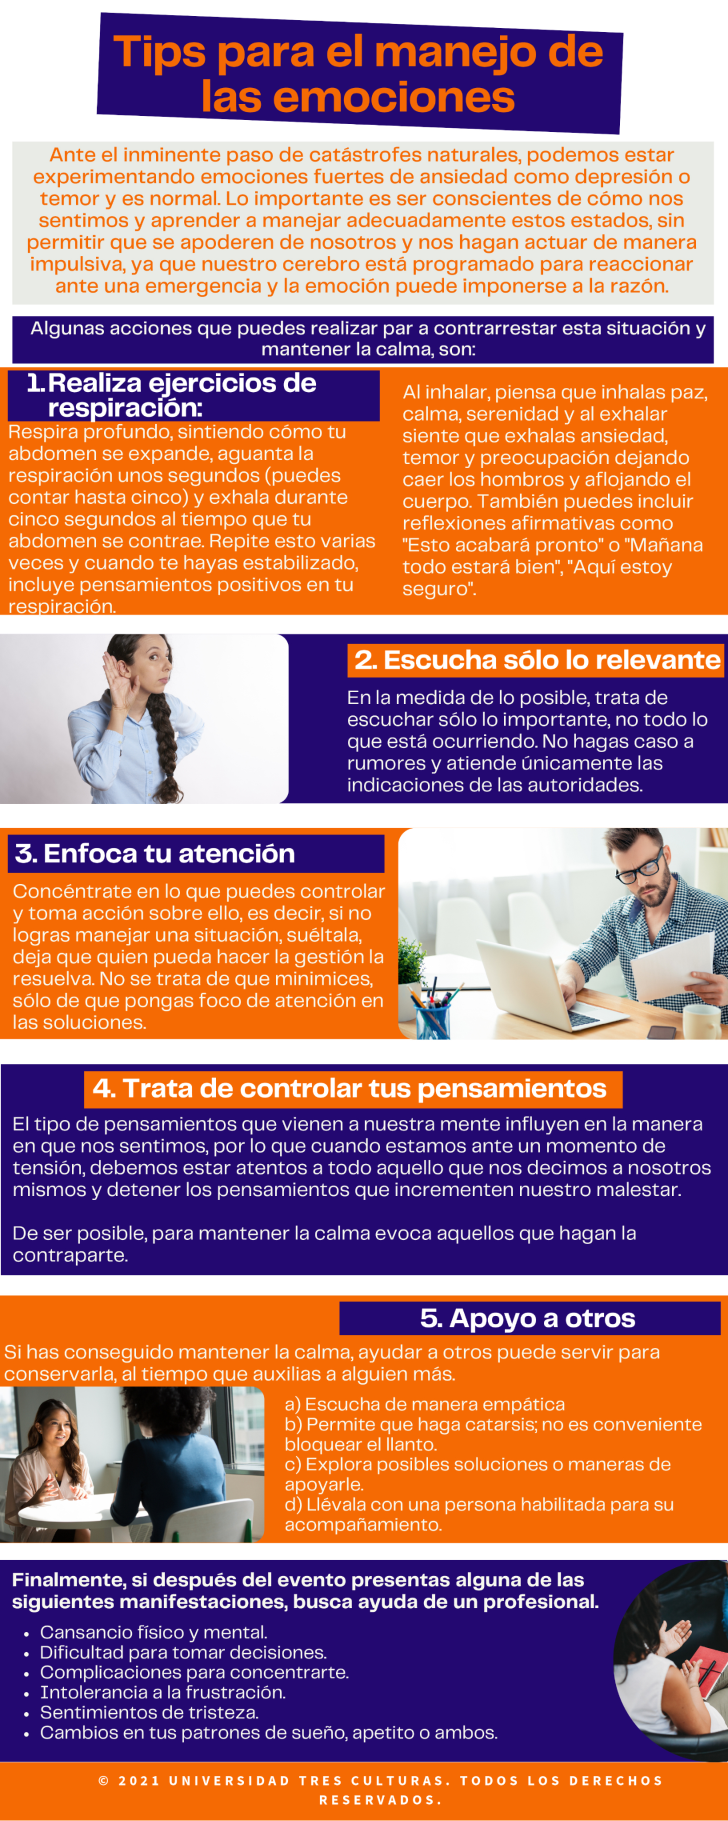 Tips para el manejo de
las emociones
Ante el inminente paso de catástrofes naturales, podemos estar
experimentando emociones fuertes de ansiedad como depresión o
temor y es normal. Lo importante es ser conscientes de cómo nos
sentimos y aprender a manejar adecuadamente estos estados, sin
permitir que se apoderen de nosotros y nos hagan actuar de manera
impulsiva, ya que nuestro cerebro está programado para reaccionar
ante una emergencia y la emoción puede imponerse a la razón.
Algunas acciones que puedes realizar par a contrarrestar esta situación y
mantener la calma, son:
1. Realiza ejercicios de
respiración:
Respira profundo, sintiendo cómo tu
abdomen se expande, aguanta la
respiración unos segundos (puedes
contar hasta cinco) y exhala durante
cinco segundos al tiempo que tu
abdomen se contrae. Repite esto varias
veces y cuando te hayas estabilizado,
incluye pensamientos positivos en tu
respiración.
Al inhalar, piensa que inhalas paz,
calma, serenidad y al exhalar
siente que exhalas ansiedad,
temor y preocupación dejando
caer los hombros y aflojando el
cuerpo. También puedes incluir
reflexiones afirmativas como
"Esto acabará pronto" o "Mañana
todo estará bien", "Aquí estoy
seguro".
2. Escucha sólo lo relevante
En la medida de lo posible, trata de
escuchar sólo lo importante, no todo lo
que está ocurriendo. No hagas caso a
rumores y atiende únicamente las
indicaciones de las autoridades.
3. Enfoca tu atención
Concéntrate en lo que puedes controlar
y toma acción sobre ello, es decir, si no
logras manejar una situación, suéltala,
deja que quien pueda hacer la gestión la
resuelva. No se trata de que minimices,
sólo de que pongas foco de atención en
las soluciones.
4. Trata de controlar tus pensamientos
El tipo de pensamientos que vienen a nuestra mente influyen en la manera
en que nos sentimos, por lo que cuando estamos ante un momento de
tensión, debemos estar atentos a todo aquello que nos decimos a nosotros
mismos y detener los pensamientos que incrementen nuestro malestar.
De ser posible, para mantener la calma evoca aquellos que hagan la
contraparte.
5. Apoyo a otros
Si has conseguido mantener la calma, ayudar a otros puede servir para
conservarla, al tiempo que auxilias a alguien más.
a) Escucha de manera empática
b) Permite que haga catarsis; no es conveniente
bloquear el llanto.
c) Explora posibles soluciones o maneras de
apoyarle.
d) Llévala con una persona habilitada para su
acompañamiento.
Finalmente, si después del evento presentas alguna de las
siguientes manifestaciones, busca ayuda de un profesional.
• Cansancio físico y mental.
• Dificultad para tomar decisiones.
• Complicaciones para concentrarte.
• Intolerancia a la frustración.
• Sentimientos de tristeza.
• Cambios en tus patrones de sueño, apetito o ambos.
© 2021 UNIVERSIDAD TRES CULTURAS. TODOS LOS DERECHOS
RESERVADOS.